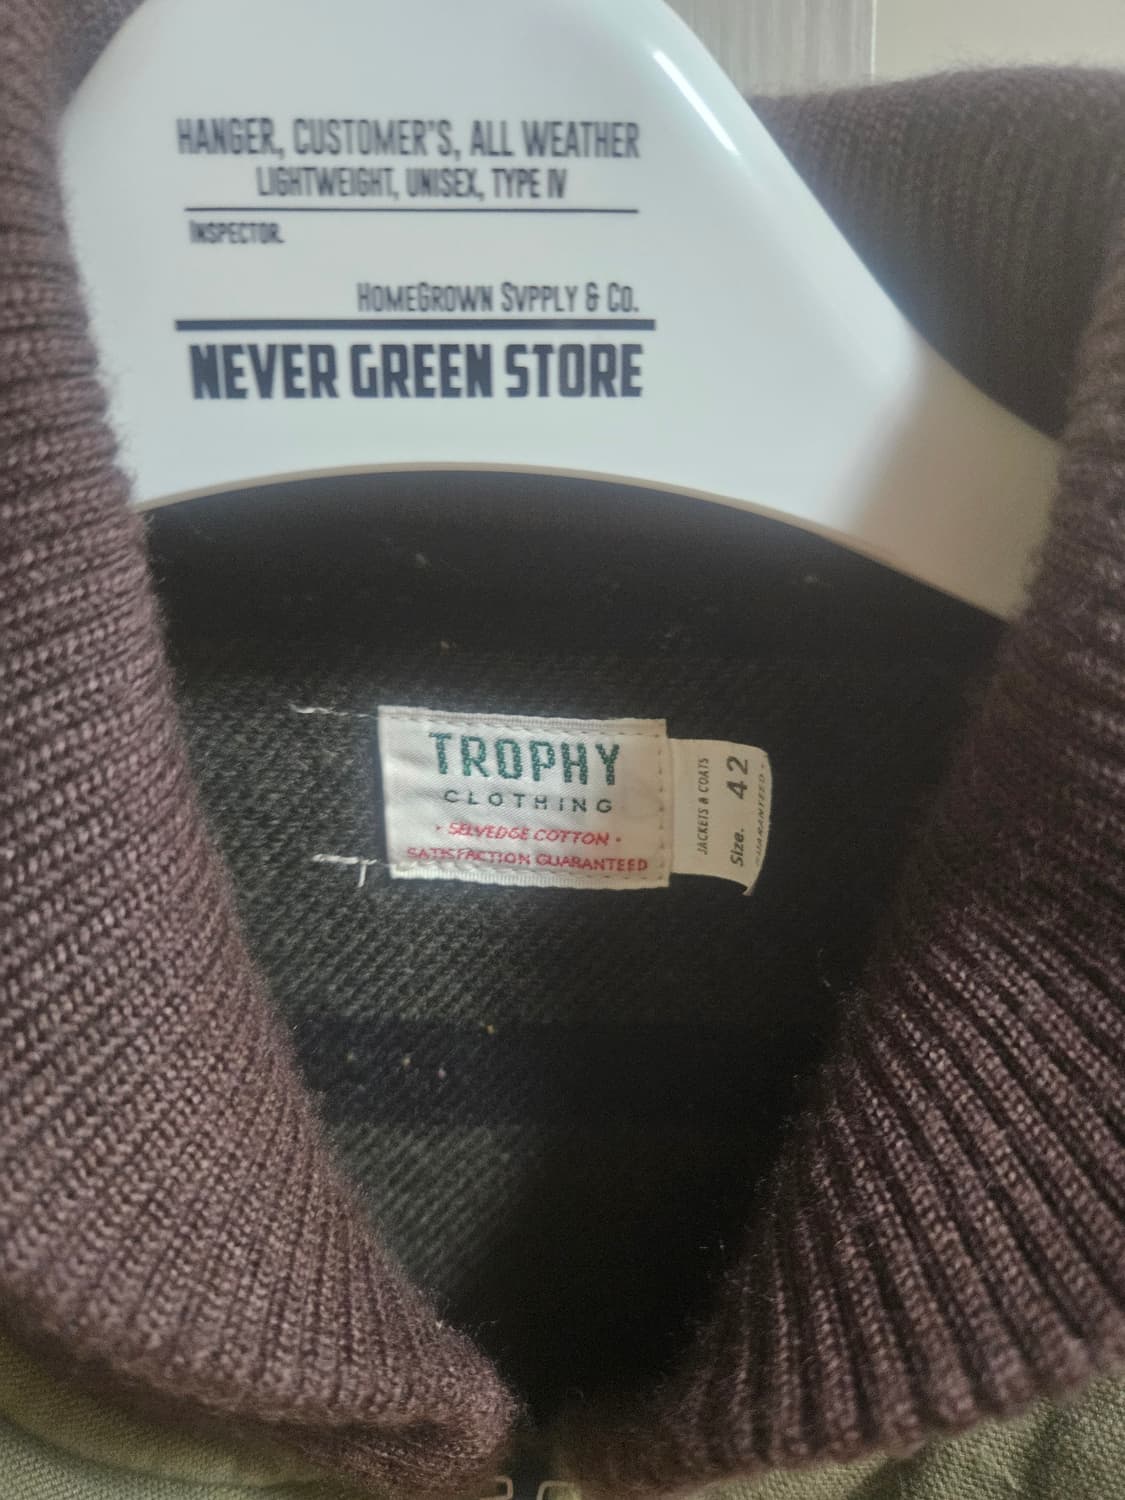 HANGER, CUSTOMER'S, ALL WEATHER
LIGHTWEIGHT, UNISEX, TYPE IV
INSPECTOR.
HOMEGROWN SVPPLY & CO.
NEVER GREEN STORE
TROPHY
CLOTHING
• SELVEDGE COTTON •
SATISFACTION GUARANTEED
JACKETS & COATS
Size. 42
GUARANTEED •